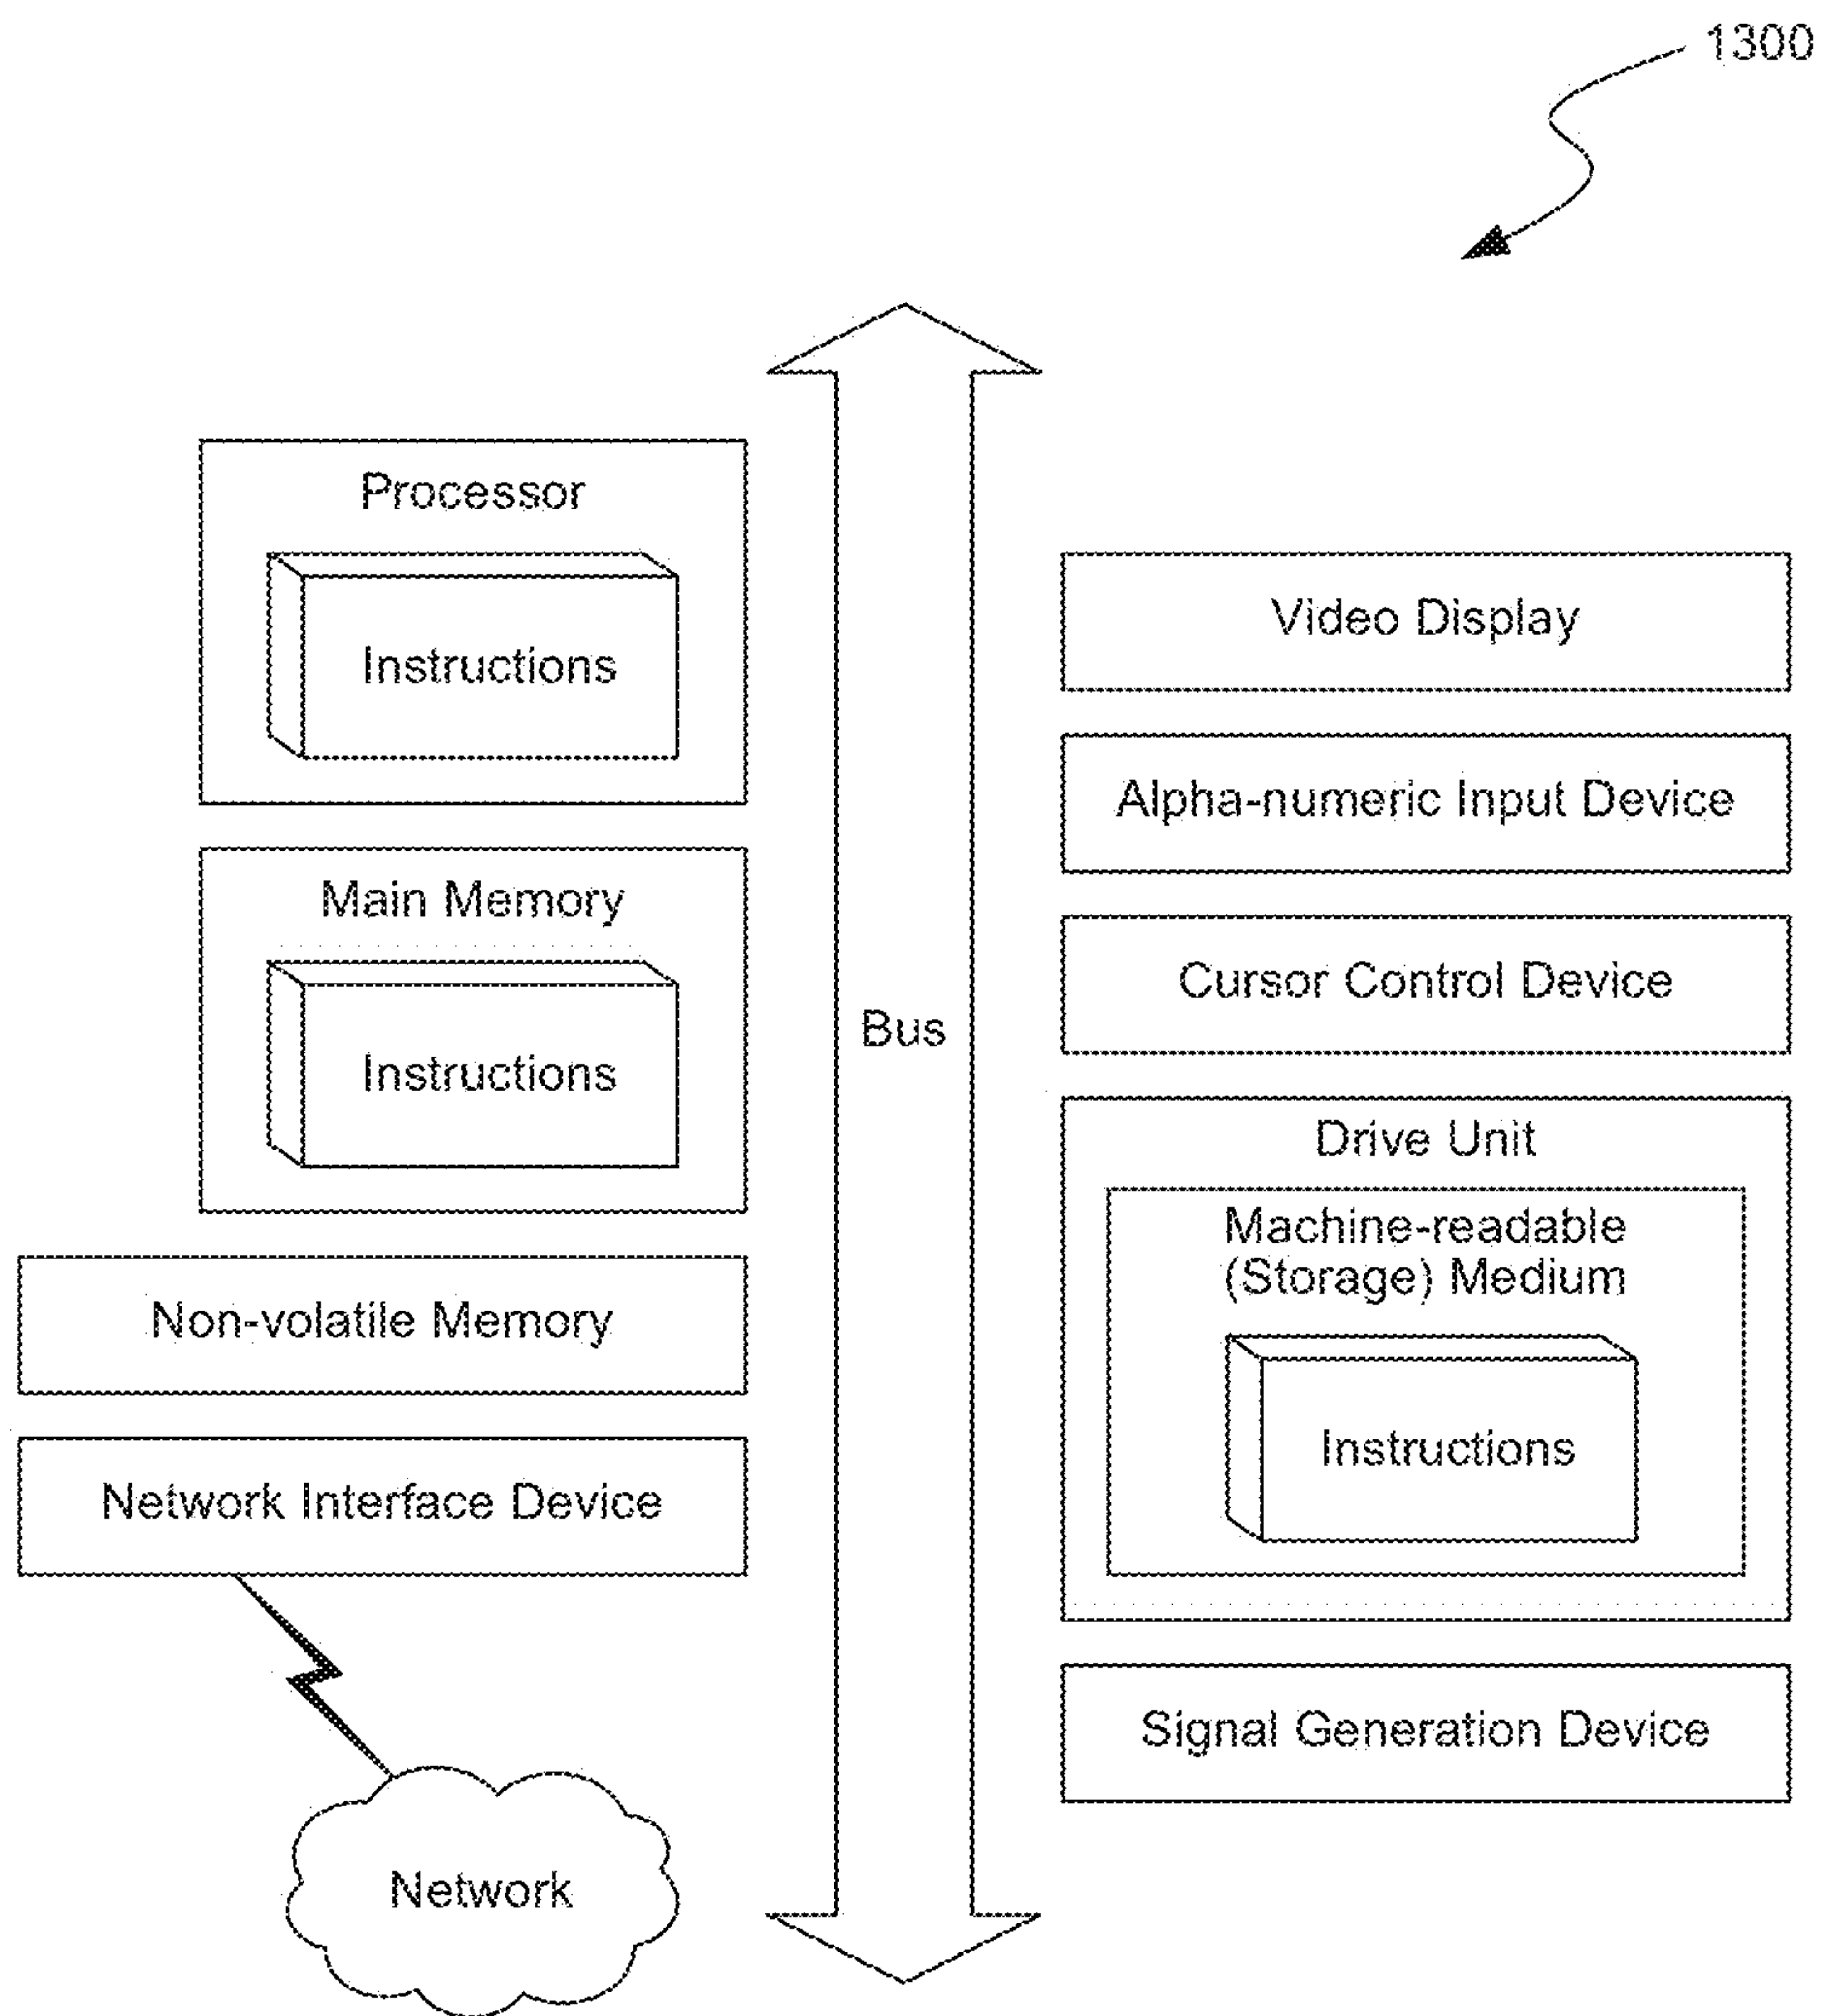 1300
Processor
Instructions
Main Memory
Instructions
Non-volatile Memory
Network Interface Device
Network
Bus
Video Display
Alpha-numeric Input Device
Cursor Control Device
Drive Unit
Machine-readable
(Storage) Medium
Instructions
Signal Generation Device